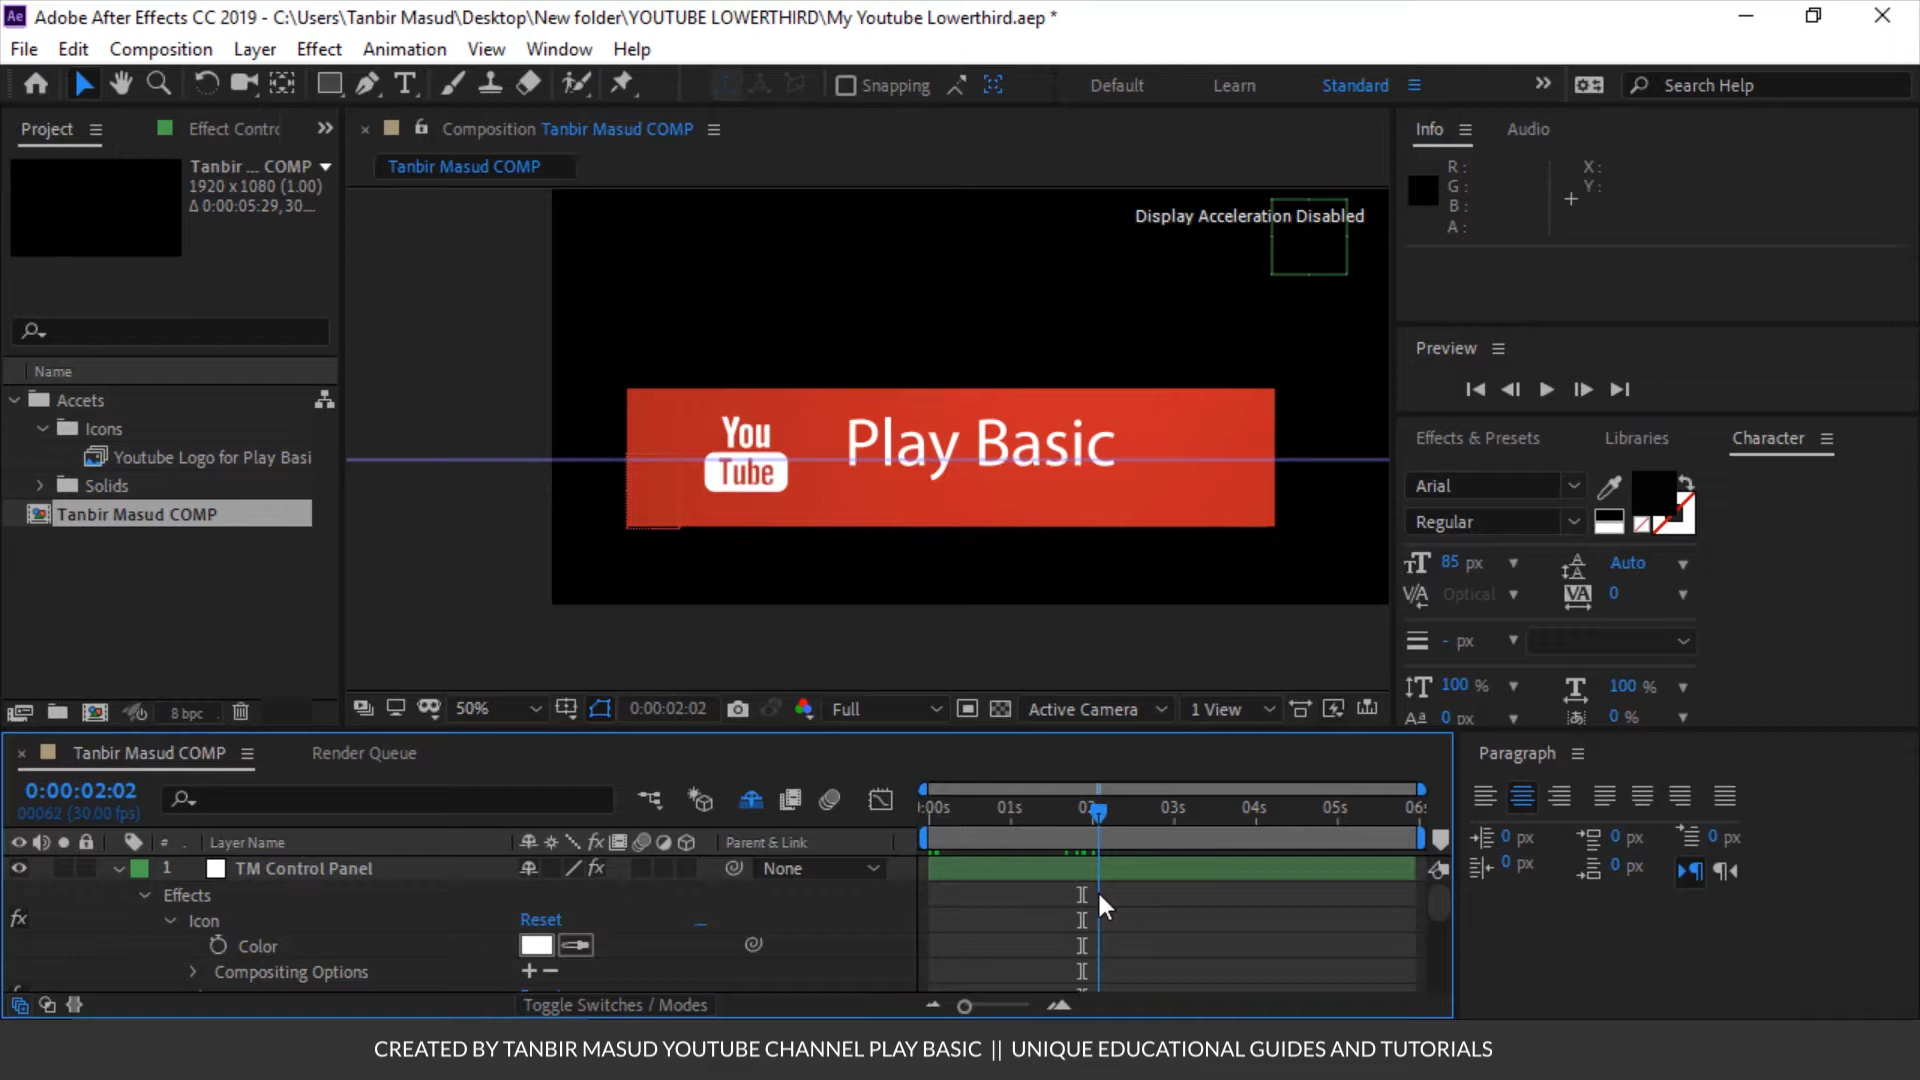 Adobe After Effects CC 2019 - C:\Users\Tanbir Masud\Desktop\New folder\YOUTUBE LOWERTHIRD\My Youtube Lowerthird.aep *
File Edit Composition Layer Effect Animation View Window Help
Snapping Default Learn Standard Search Help
Project Effect Contro Composition Tanbir Masud COMP Info Audio
Tanbir ... COMP Tanbir Masud COMP R : X :
1920 x 1080 (1.00) G : Y :
Δ 0:00:05:29, 30.... B :
A :
Display Acceleration Disabled
Preview
Name
Accets
Icons
Youtube Logo for Play Basi
Solids
Tanbir Masud COMP
You
Tube
Play Basic
Effects & Presets Libraries Character
Arial
Regular
85 px Auto
Optical 0
- px
100 % 100 %
0 px 0 %
8 bpc 50% 0:00:02:02 Full Active Camera 1 View
Tanbir Masud COMP Render Queue Paragraph
0:00:02:02
00062 (30.00 fps)
:00s 01s 02 03s 04s 05s 06s
# Layer Name Parent & Link
1 TM Control Panel None
Effects
fx Icon Reset
Color
Compositing Options
Toggle Switches / Modes
0 px 0 px 0 px
0 px 0 px
CREATED BY TANBIR MASUD YOUTUBE CHANNEL PLAY BASIC || UNIQUE EDUCATIONAL GUIDES AND TUTORIALS